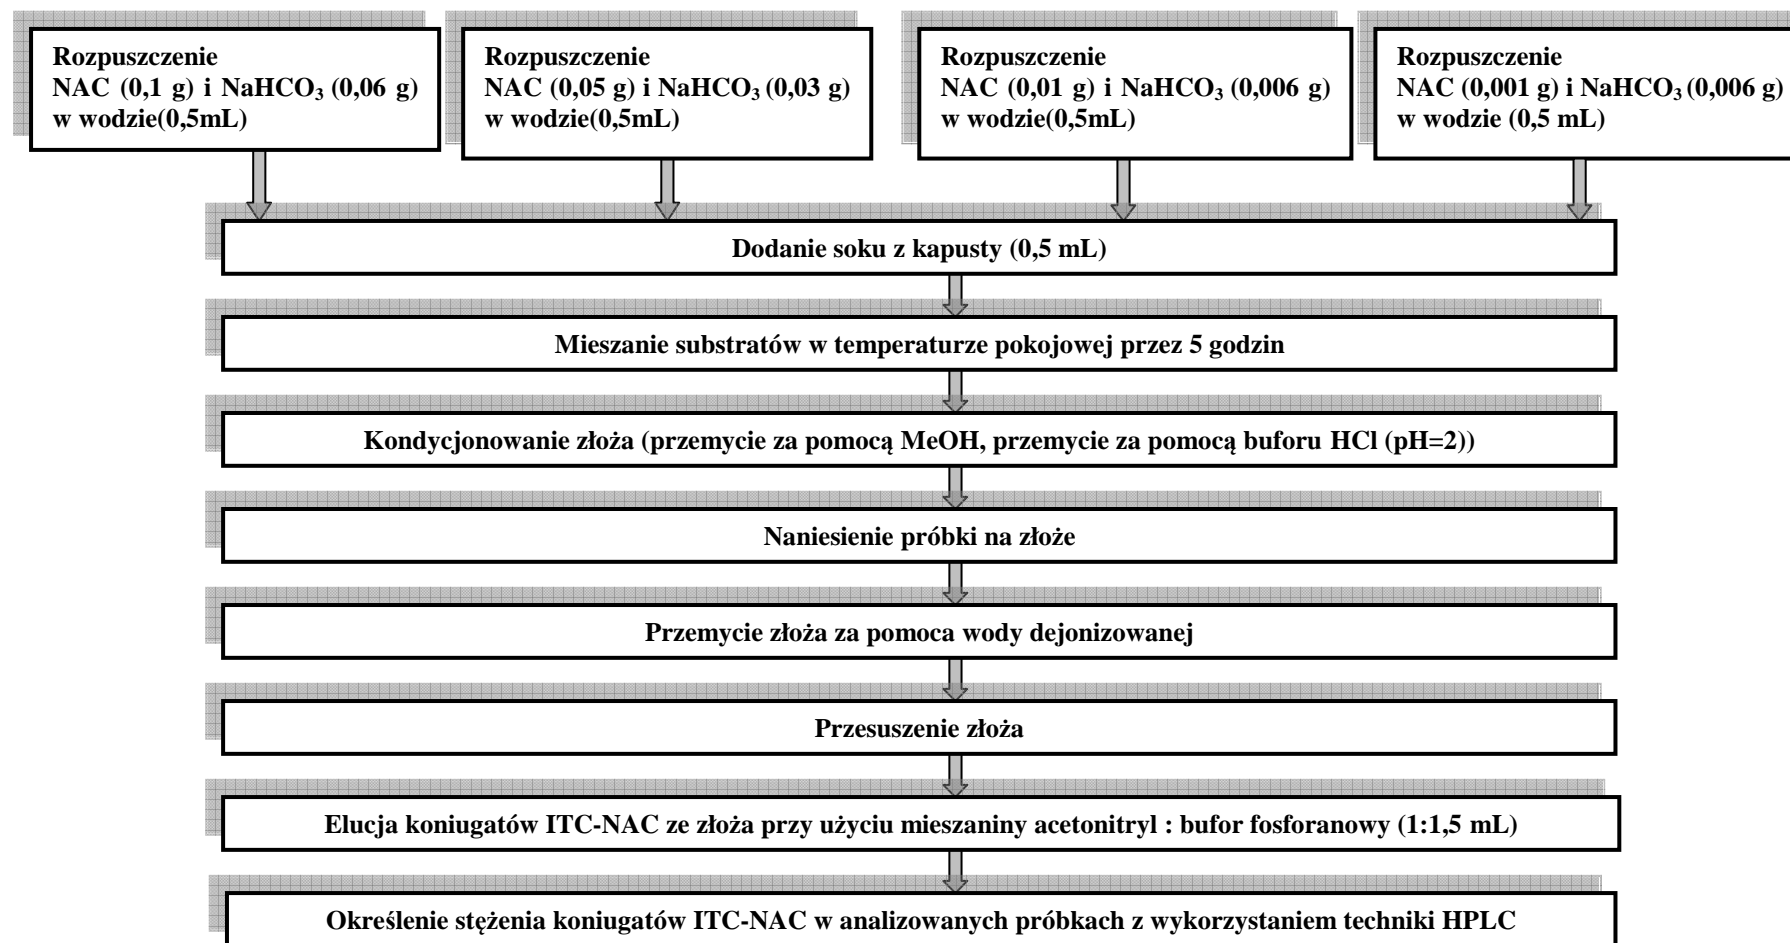 Rozpuszczenie
NAC (0,1 g) i NaHCO₃ (0,06 g)
w wodzie(0,5mL)
Rozpuszczenie
NAC (0,05 g) i NaHCO₃ (0,03 g)
w wodzie(0,5mL)
Rozpuszczenie
NAC (0,01 g) i NaHCO₃ (0,006 g)
w wodzie(0,5mL)
Rozpuszczenie
NAC (0,001 g) i NaHCO₃ (0,006 g)
w wodzie (0,5 mL)
Dodanie soku z kapusty (0,5 mL)
Mieszanie substratów w temperaturze pokojowej przez 5 godzin
Kondycjonowanie złoża (przemycie za pomocą MeOH, przemycie za pomocą buforu HCl (pH=2))
Naniesienie próbki na złoże
Przemycie złoża za pomoca wody dejonizowanej
Przesuszenie złoża
Elucja koniugatów ITC-NAC ze złoża przy użyciu mieszaniny acetonitryl : bufor fosforanowy (1:1,5 mL)
Określenie stężenia koniugatów ITC-NAC w analizowanych próbkach z wykorzystaniem techniki HPLC